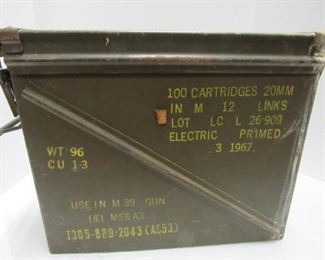 100 CARTRIDGES 20MM
IN M 12 LINKS
LOT LC L 26-909
ELECTRIC PRIMED
3 1967
WT 96
CU 1.3
USE IN M 39 GUN
HEI M56A3
1305-889-2043 (A653)